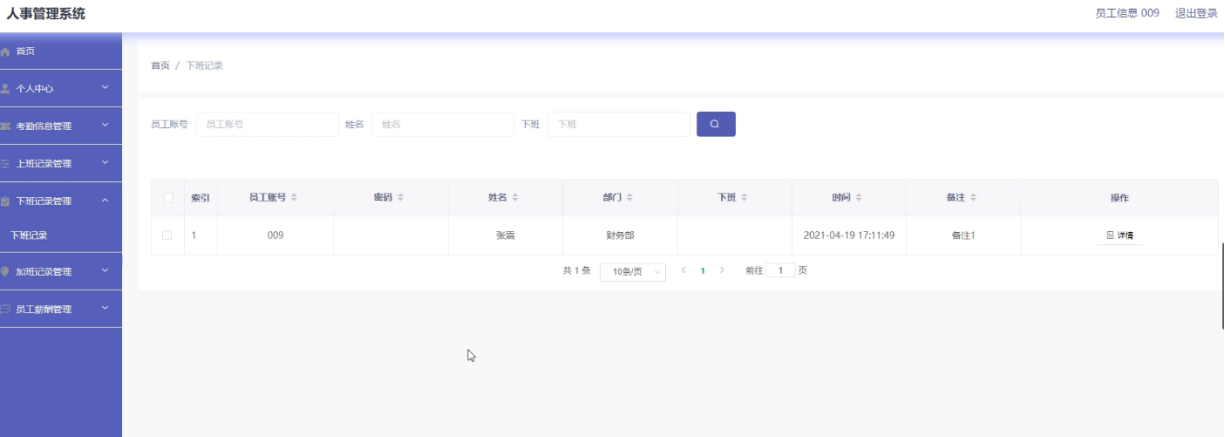 人事管理系统
员工信息 009 退出登录
首页
个人中心
考勤信息管理
上班记录管理
下班记录管理
下班记录
加班记录管理
员工薪酬管理
首页 / 下班记录
员工账号 员工账号 姓名 姓名 下班 下班
索引 员工账号 密码 姓名 部门 下班 时间 备注 操作
1 009 张震 财务部 2021-04-19 17:11:49 备注1 详情
共 1 条 10条/页 1 前往 1 页